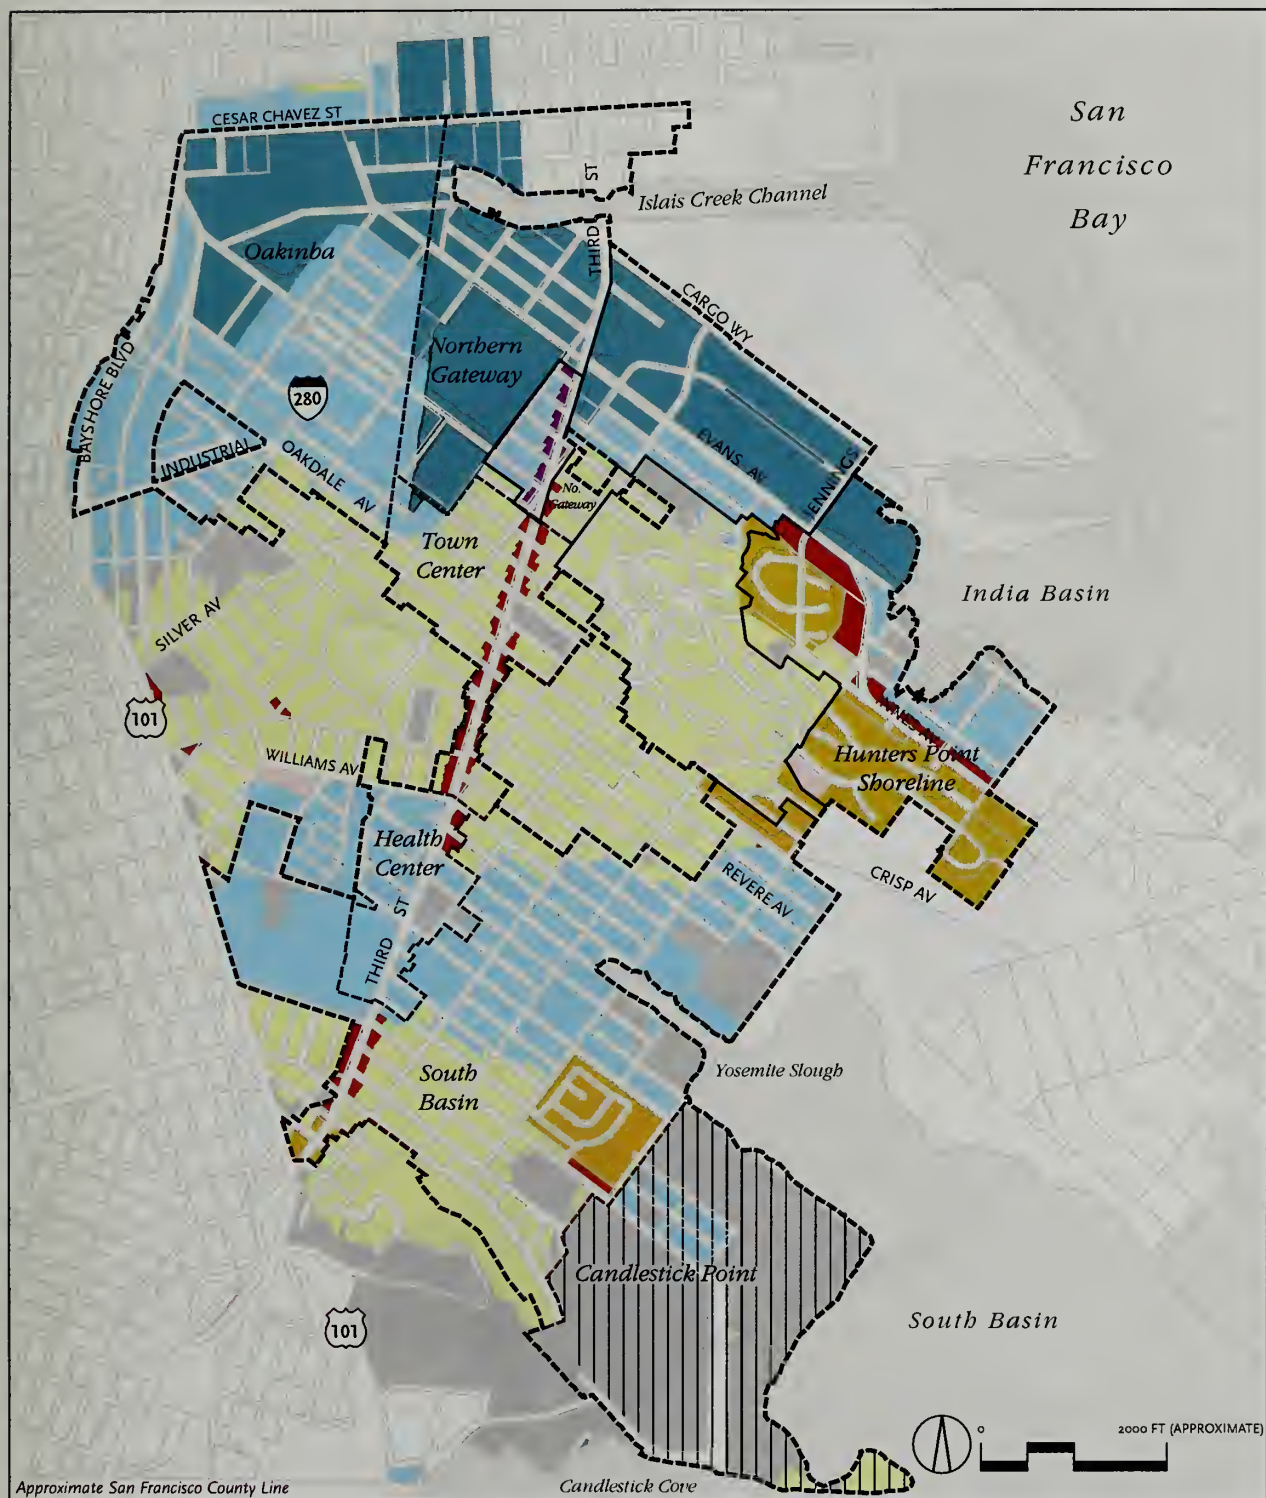 San
Francisco
Bay
CESAR CHAVEZ ST
THIRD ST
Islais Creek Channel
Oakinba
CARGO WY
Northern
Gateway
BAYSHORE BLVD
280
INDUSTRIAL
OAKDALE AV
EVANS AV
JENNINGS
No.
Gateway
Town
Center
India Basin
SILVER AV
101
WILLIAMS AV
Hunters Point
Shoreline
Health
Center
REVERE AV
CRISP AV
THIRD ST
South
Basin
Yosemite Slough
Candlestick Point
101
South Basin
0
2000 FT (APPROXIMATE)
Approximate San Francisco County Line
Candlestick Cove